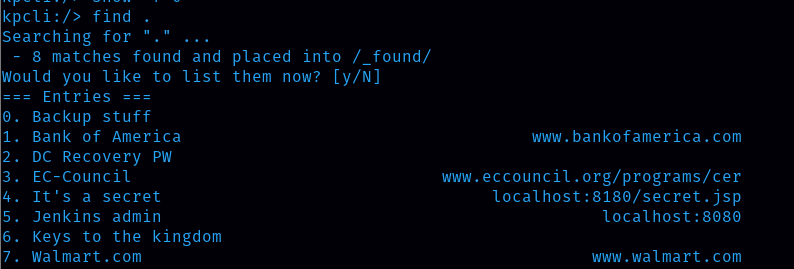 kpcli:/> find .
Searching for "." ...
 - 8 matches found and placed into /_found/
Would you like to list them now? [y/N]
=== Entries ===
0. Backup stuff
1. Bank of America www.bankofamerica.com
2. DC Recovery PW
3. EC-Council www.eccouncil.org/programs/cer
4. It's a secret localhost:8180/secret.jsp
5. Jenkins admin localhost:8080
6. Keys to the kingdom
7. Walmart.com www.walmart.com